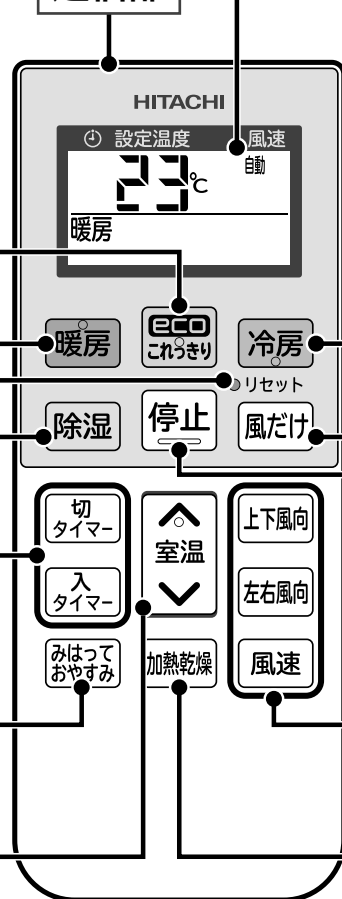 HITACHI
設定温度 風速
自動
23℃
暖房
eco
これっきり
暖房
冷房
リセット
除湿
停止
風だけ
切
タイマー
室温
上下風向
入
タイマー
左右風向
みはって
おやすみ
加熱乾燥
風速